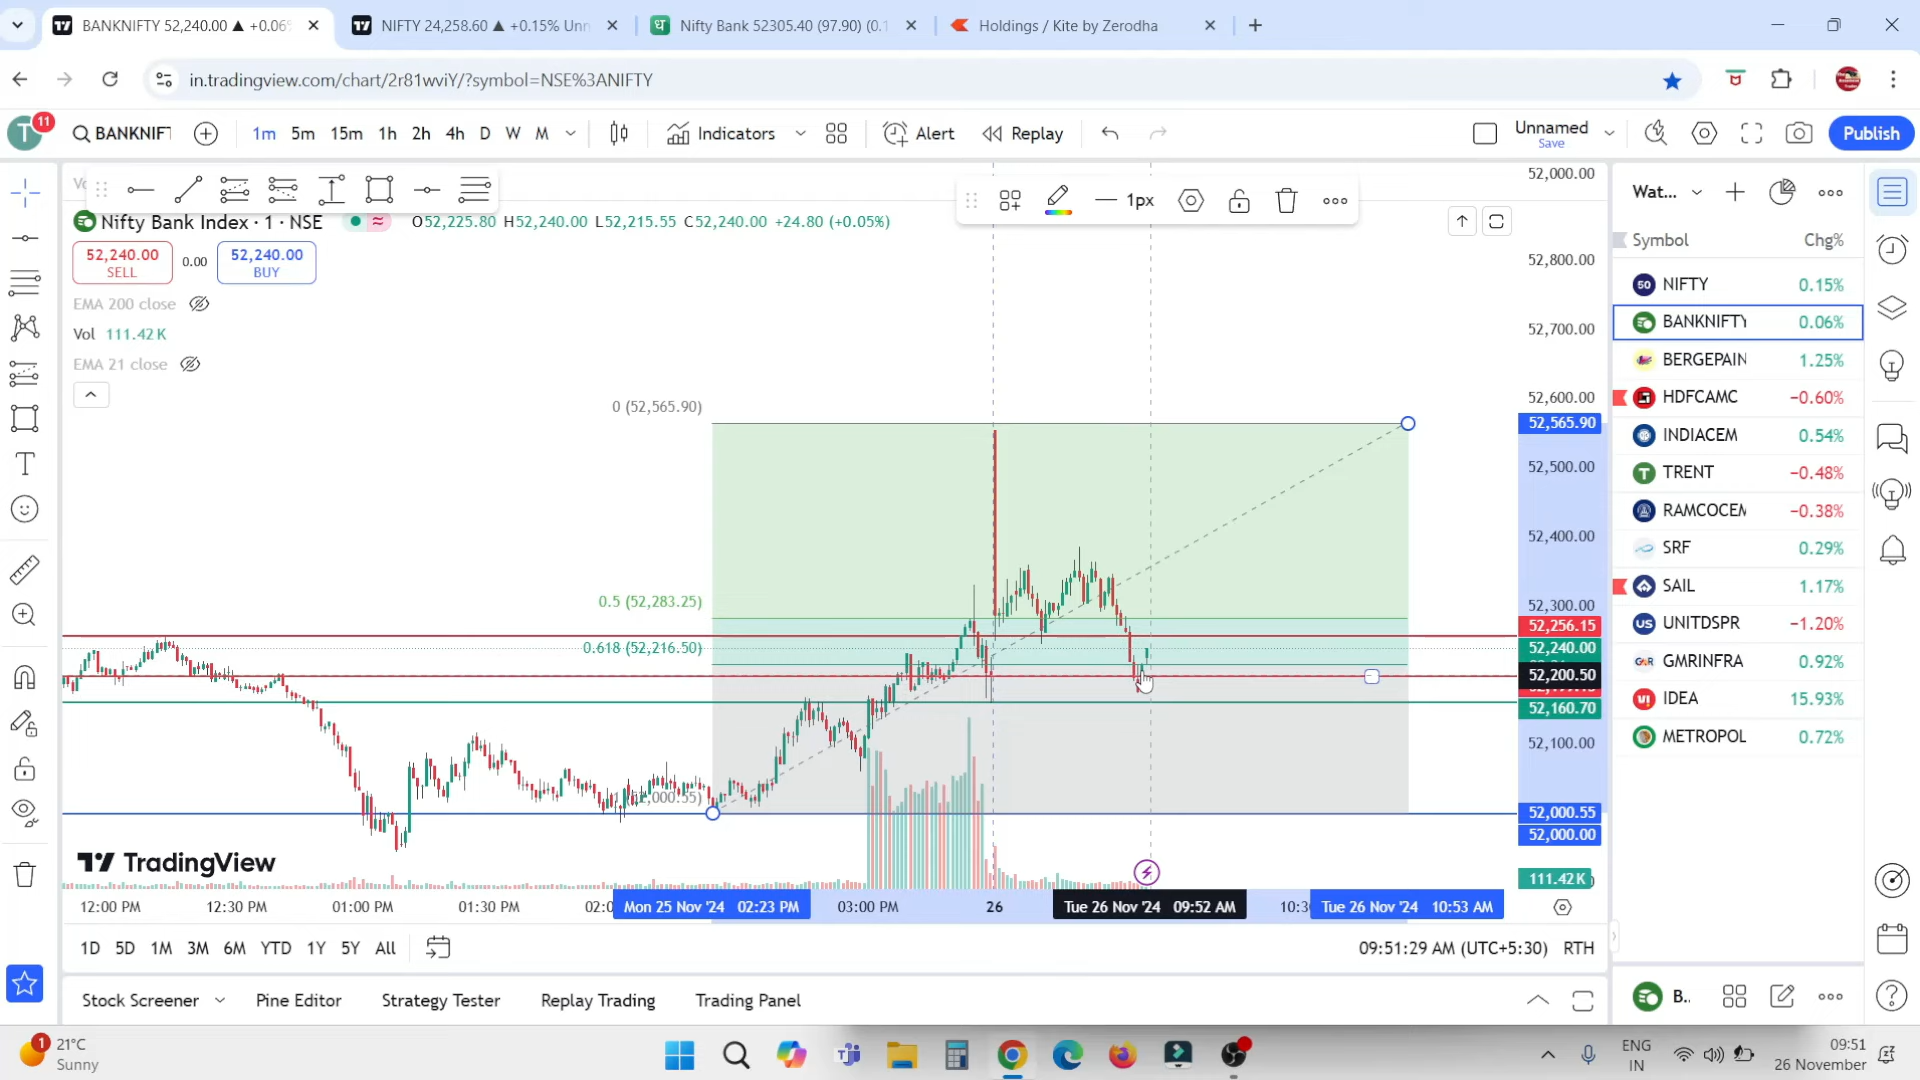 BANKNIFTY 52,240.00 ▲ +0.06
NIFTY 24,258.60 ▲ +0.15% Unn
Nifty Bank 52305.40 (97.90) (0.1
Holdings / Kite by Zerodha
in.tradingview.com/chart/2r81wviY/?symbol=NSE%3ANIFTY
T
11
BANKNIFT
1m 5m 15m 1h 2h 4h D W M
Indicators
Alert
Replay
Unnamed
Save
Publish
1px
Nifty Bank Index · 1 · NSE
O52,225.80 H52,240.00 L52,215.55 C52,240.00 +24.80 (+0.05%)
52,240.00
SELL
0.00
52,240.00
BUY
EMA 200 close
Vol 111.42 K
EMA 21 close
0 (52,565.90)
0.5 (52,283.25)
0.618 (52,216.50)
(52,000.55)
52,000.00
52,800.00
52,700.00
52,600.00
52,565.90
52,500.00
52,400.00
52,300.00
52,256.15
52,240.00
52,200.50
52,160.70
52,100.00
52,000.55
52,000.00
111.42 K
TradingView
12:00 PM
12:30 PM
01:00 PM
01:30 PM
02:0
Mon 25 Nov '24 02:23 PM
03:00 PM
26
Tue 26 Nov '24 09:52 AM
10:3
Tue 26 Nov '24 10:53 AM
1D 5D 1M 3M 6M YTD 1Y 5Y All
09:51:29 AM (UTC+5:30) RTH
Stock Screener
Pine Editor
Strategy Tester
Replay Trading
Trading Panel
Wat...
Symbol Chg%
50 NIFTY 0.15%
BANKNIFTY 0.06%
BERGEPAIN 1.25%
HDFCAMC −0.60%
INDIACEM 0.54%
T TRENT −0.48%
RAMCOCEM −0.38%
SRF 0.29%
SAIL 1.17%
US UNITDSPR −1.20%
GMR GMRINFRA 0.92%
IDEA 15.93%
METROPOL 0.72%
B..
1
21°C
Sunny
ENG
IN
09:51
26 November